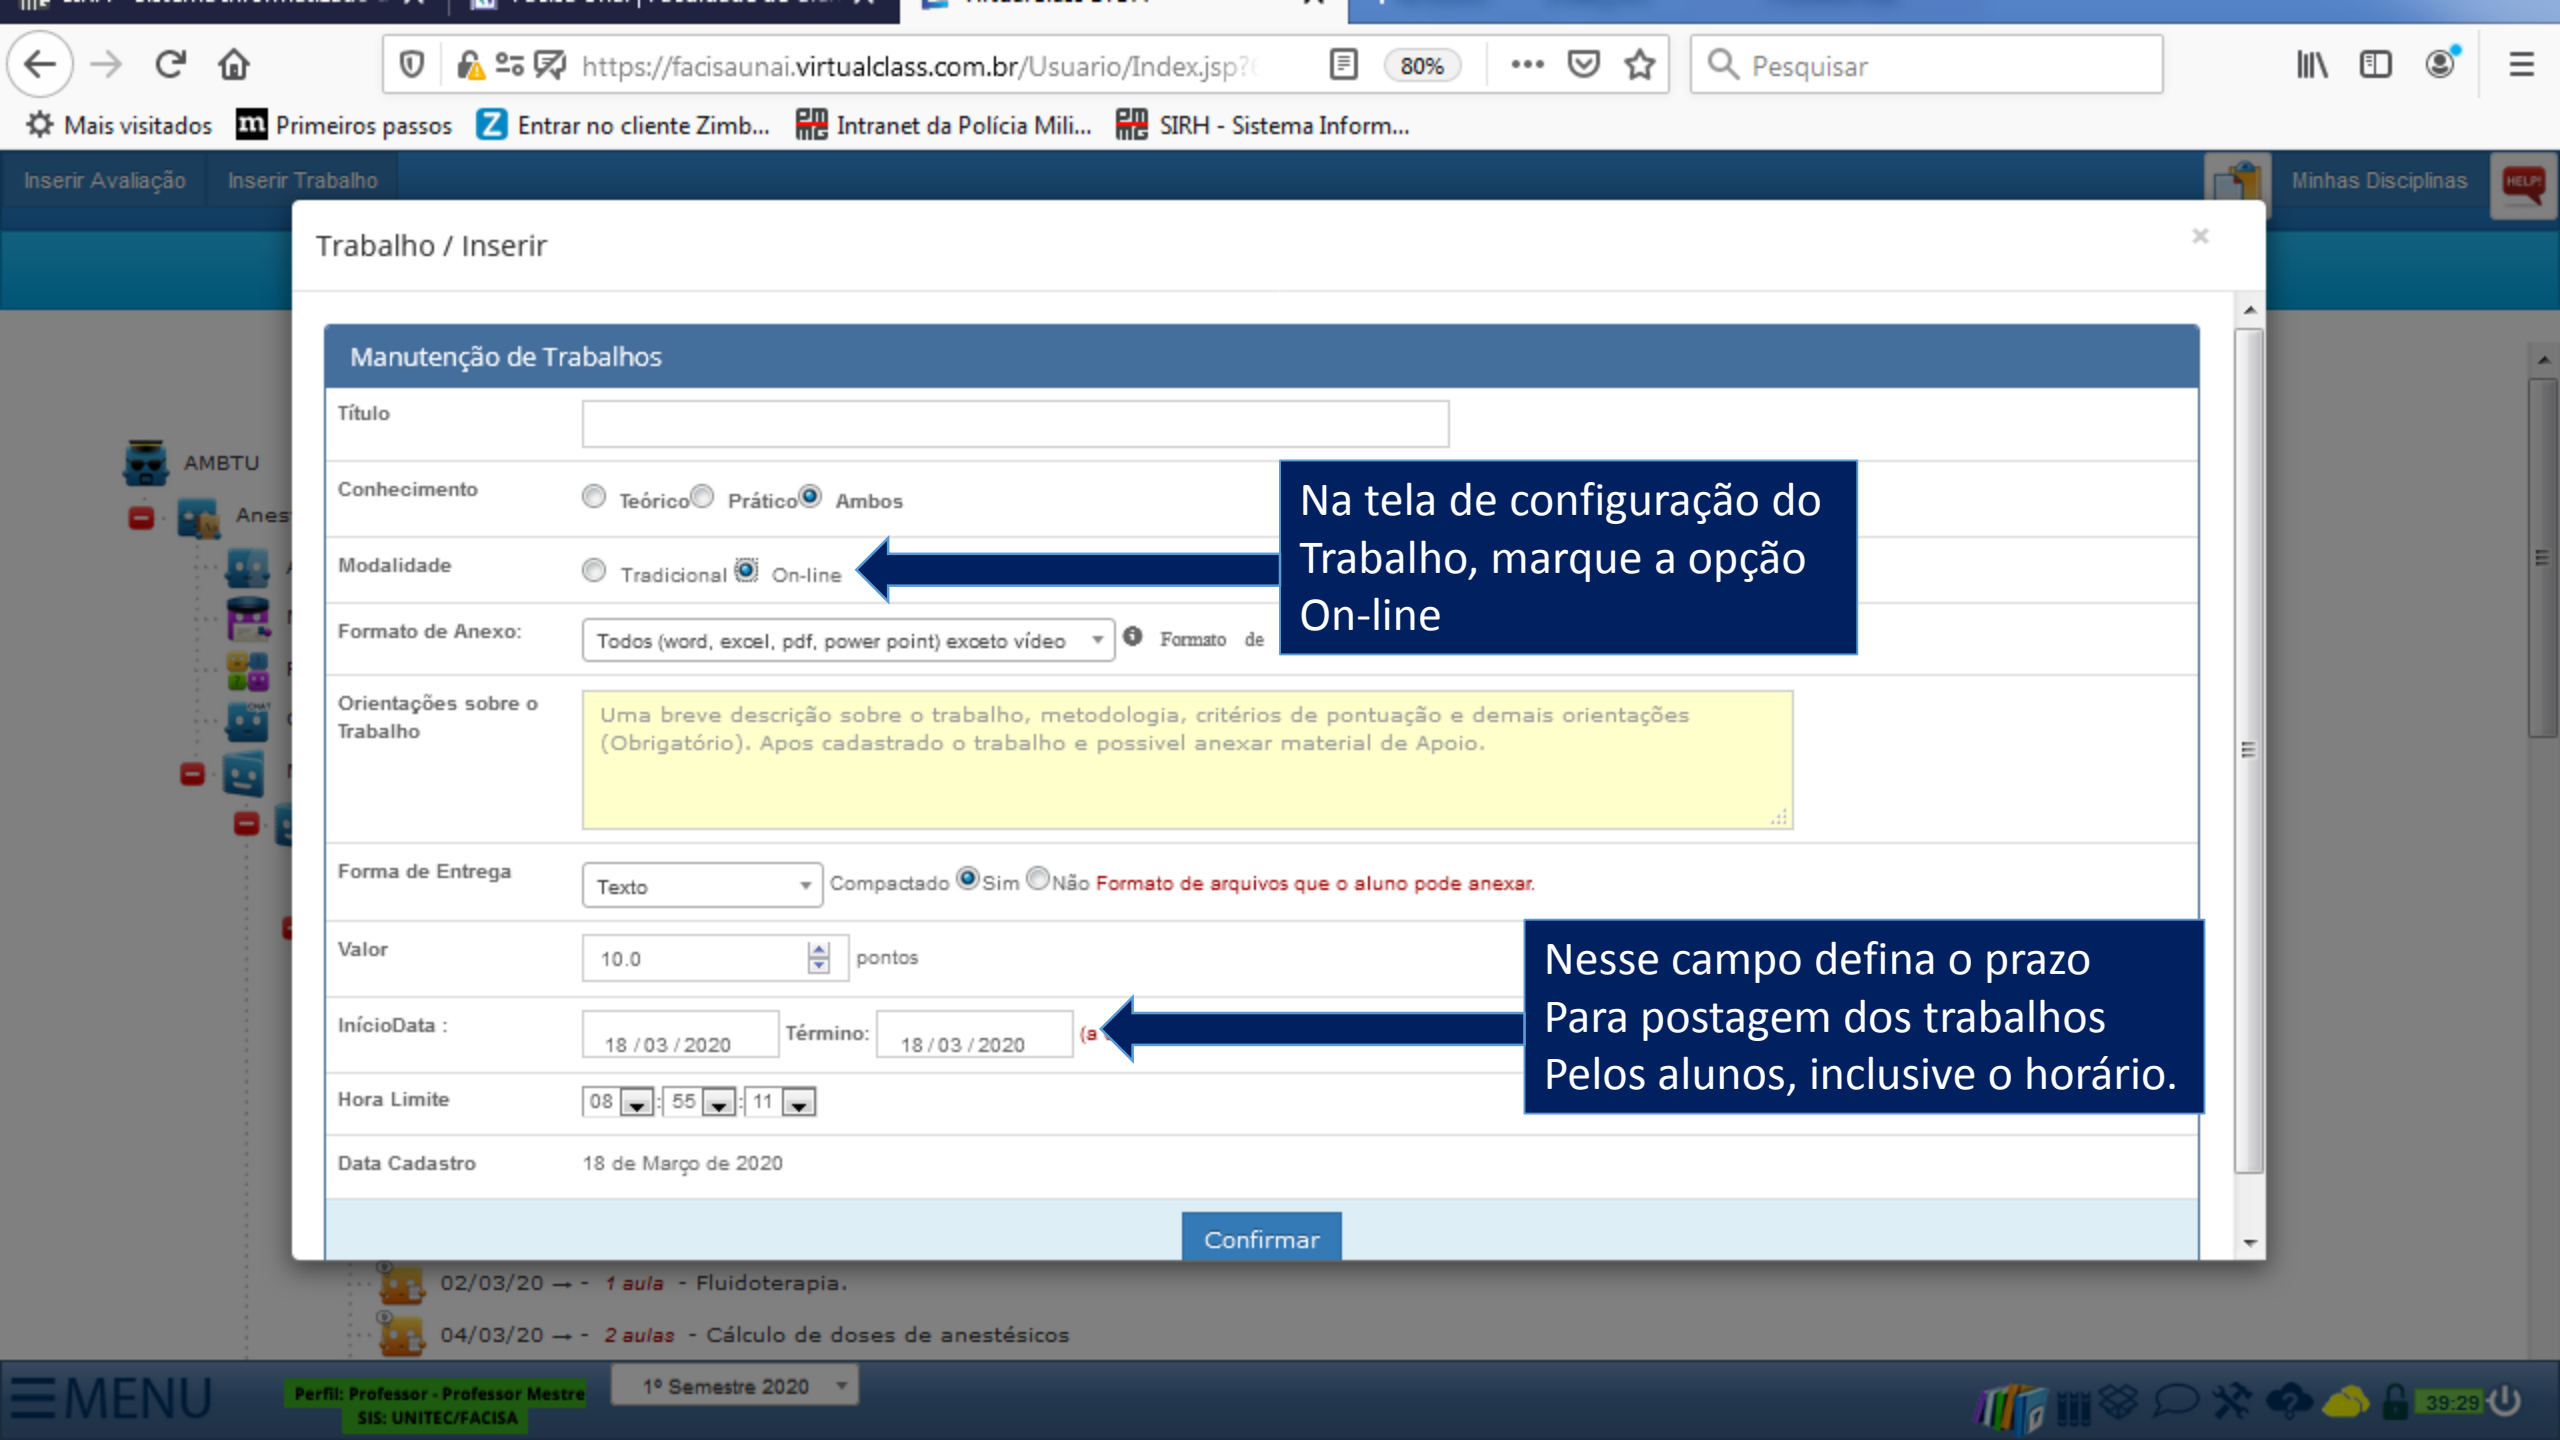 https://facisaunai.virtualclass.com.br/Usuario/Index.jsp?
80%
Pesquisar
Mais visitados
Primeiros passos
Entrar no cliente Zimb...
Intranet da Polícia Mili...
SIRH - Sistema Inform...
Inserir Avaliação
Inserir Trabalho
Minhas Disciplinas
HELP!
Trabalho / Inserir
Manutenção de Trabalhos
Título
AMBTU
Conhecimento
Teórico
Prático
Ambos
Anes
Na tela de configuração do
Trabalho, marque a opção
On-line
Modalidade
Tradicional
On-line
Formato de Anexo:
Todos (word, excel, pdf, power point) exceto vídeo
Formato de
Orientações sobre o
Trabalho
Uma breve descrição sobre o trabalho, metodologia, critérios de pontuação e demais orientações
(Obrigatório). Apos cadastrado o trabalho e possivel anexar material de Apoio.
CHAT
Forma de Entrega
Texto
Compactado
Sim
Não
Formato de arquivos que o aluno pode anexar.
Valor
10.0
pontos
Nesse campo defina o prazo
Para postagem dos trabalhos
Pelos alunos, inclusive o horário.
InícioData :
18 / 03 / 2020
Término:
18 / 03 / 2020
(a
Hora Limite
08 : 55 : 11
Data Cadastro
18 de Março de 2020
Confirmar
02/03/20 → - 1 aula - Fluidoterapia.
04/03/20 → - 2 aulas - Cálculo de doses de anestésicos
MENU
Perfil: Professor - Professor Mestre
SIS: UNITEC/FACISA
1º Semestre 2020
39:29